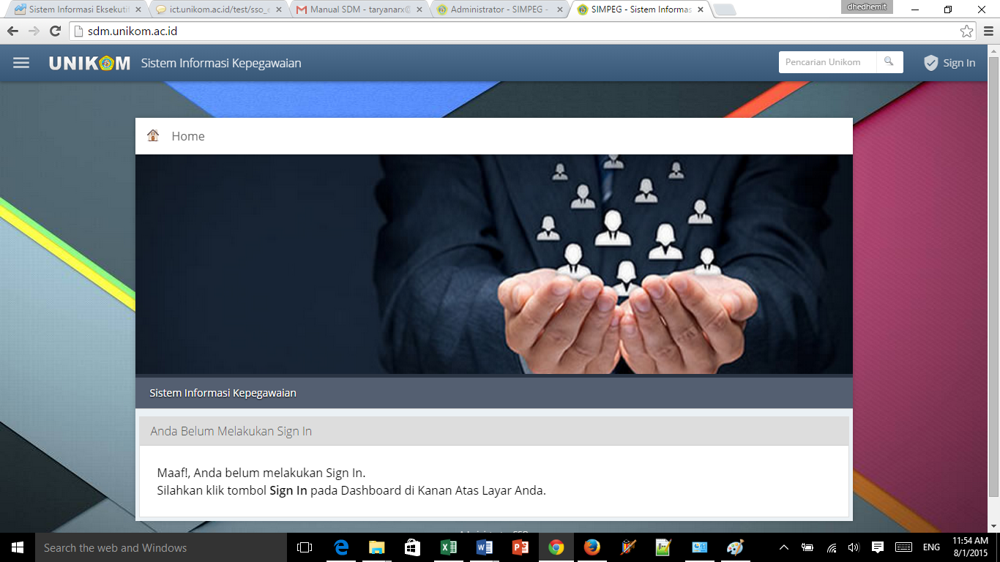 Sistem Informasi Eksekuti
ict.unikom.ac.id/test/sso_e
Manual SDM - taryanarx@
Administrator - SIMPEG -
SIMPEG - Sistem Informas
dhedhemit
sdm.unikom.ac.id
UNIKOM
Sistem Informasi Kepegawaian
Pencarian Unikom
Sign In
Home
Sistem Informasi Kepegawaian
Anda Belum Melakukan Sign In
Maaf!, Anda belum melakukan Sign In.
Silahkan klik tombol Sign In pada Dashboard di Kanan Atas Layar Anda.
Search the web and Windows
ENG
11:54 AM
8/1/2015